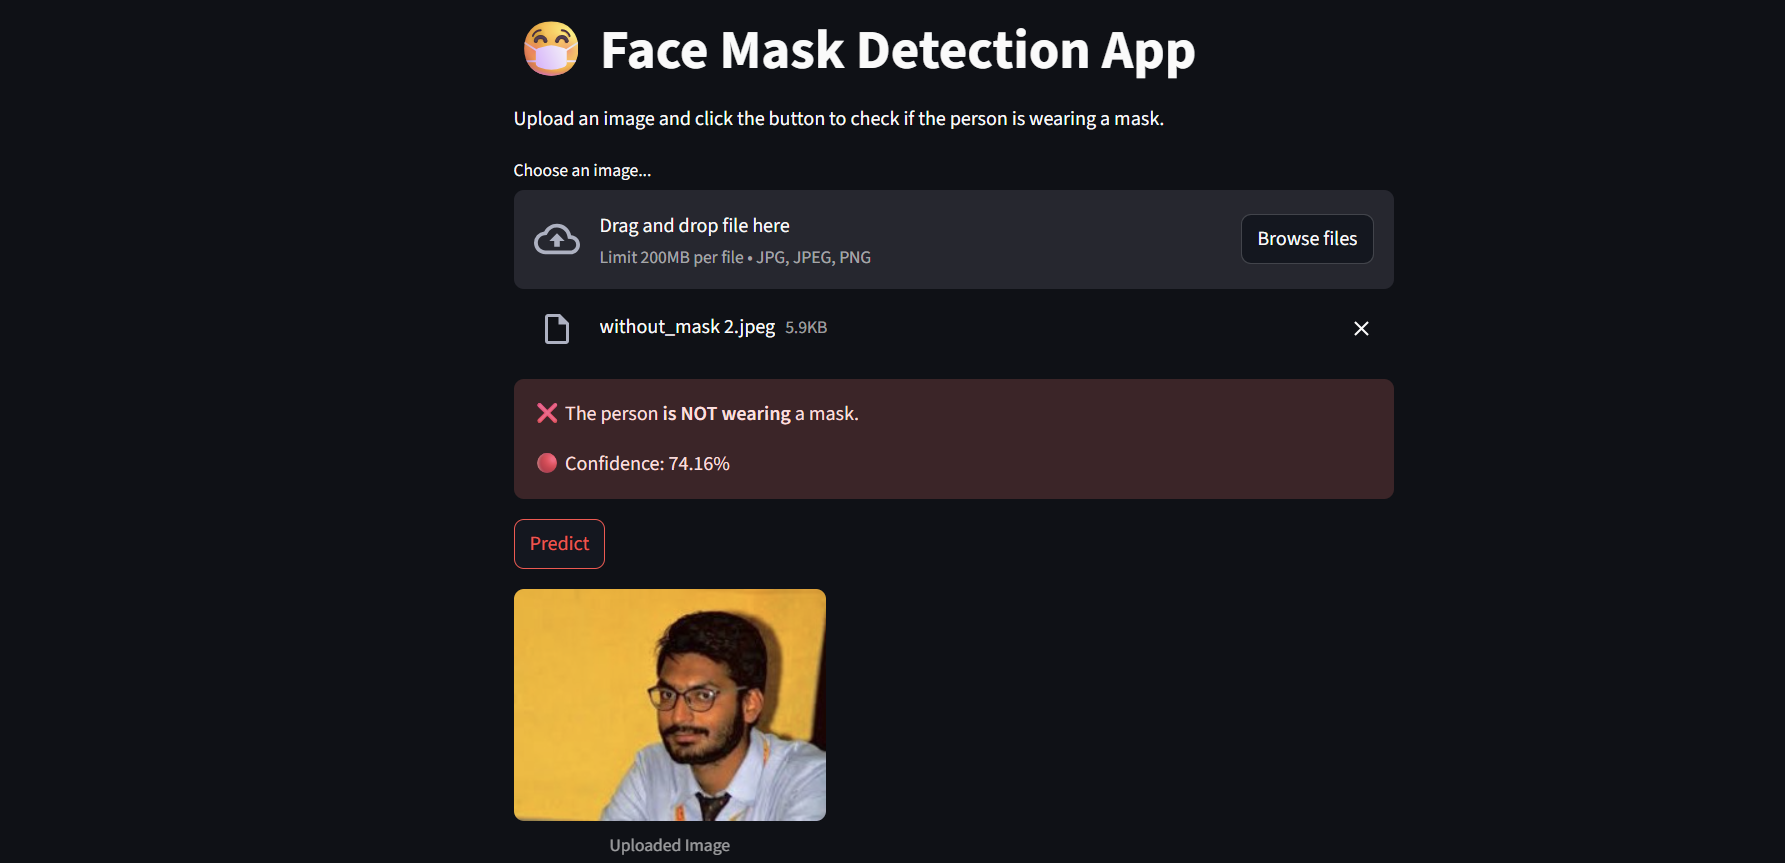 😷 Face Mask Detection App
Upload an image and click the button to check if the person is wearing a mask.
Choose an image...
Drag and drop file here
Limit 200MB per file • JPG, JPEG, PNG
Browse files
without_mask 2.jpeg 5.9KB
❌ The person is NOT wearing a mask.
🔴 Confidence: 74.16%
Predict
Uploaded Image